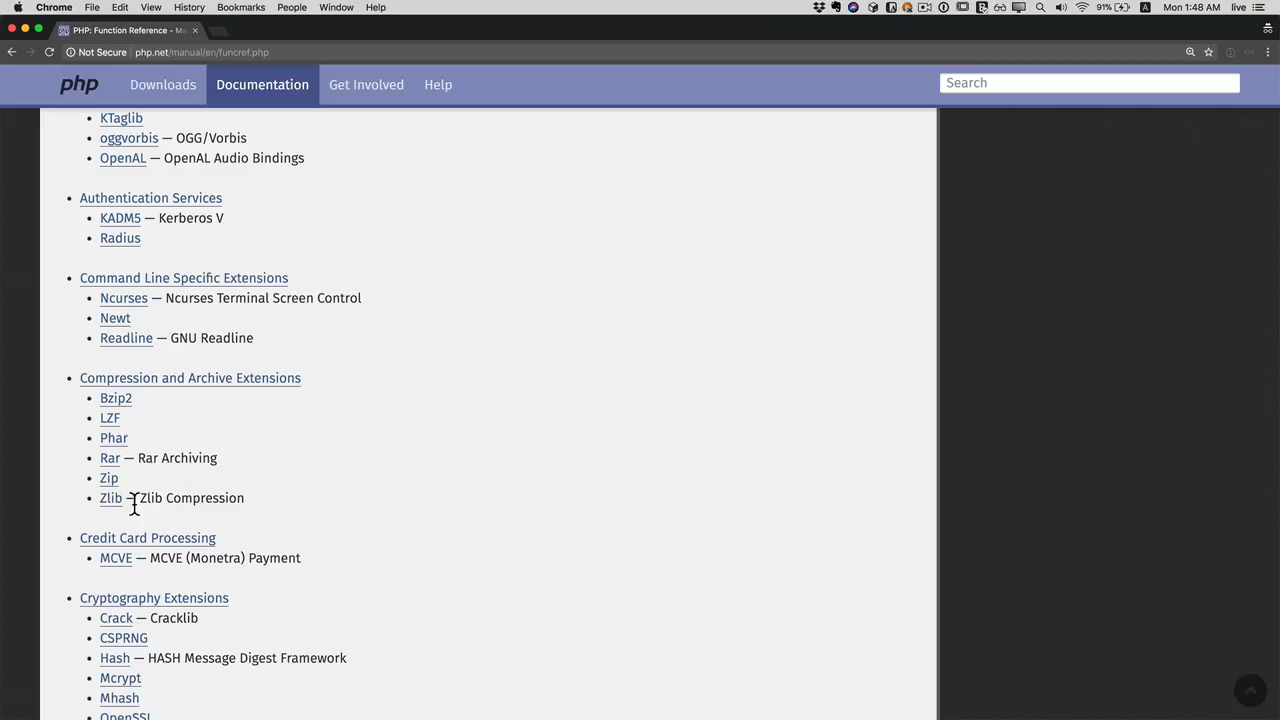 Chrome File Edit View History Bookmarks People Window Help 91% Mon 1:48 AM live
PHP: Function Reference - Ma
Not Secure php.net/manual/en/funcref.php
php Downloads Documentation Get Involved Help Search
KTaglib
oggvorbis — OGG/Vorbis
OpenAL — OpenAL Audio Bindings
Authentication Services
KADM5 — Kerberos V
Radius
Command Line Specific Extensions
Ncurses — Ncurses Terminal Screen Control
Newt
Readline — GNU Readline
Compression and Archive Extensions
Bzip2
LZF
Phar
Rar — Rar Archiving
Zip
Zlib — Zlib Compression
Credit Card Processing
MCVE — MCVE (Monetra) Payment
Cryptography Extensions
Crack — Cracklib
CSPRNG
Hash — HASH Message Digest Framework
Mcrypt
Mhash
OpenSSL